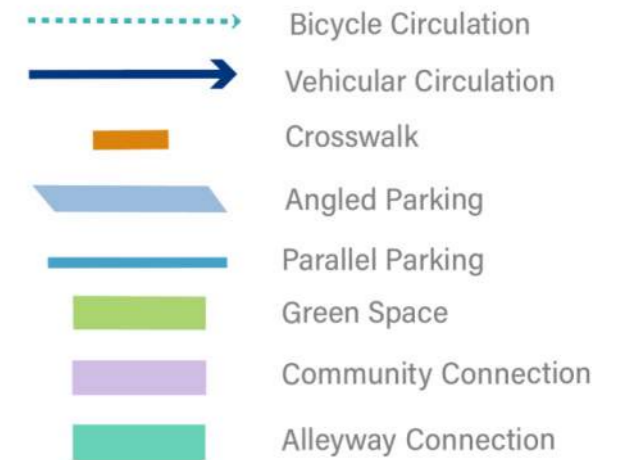 Bicycle Circulation
Vehicular Circulation
Crosswalk
Angled Parking
Parallel Parking
Green Space
Community Connection
Alleyway Connection